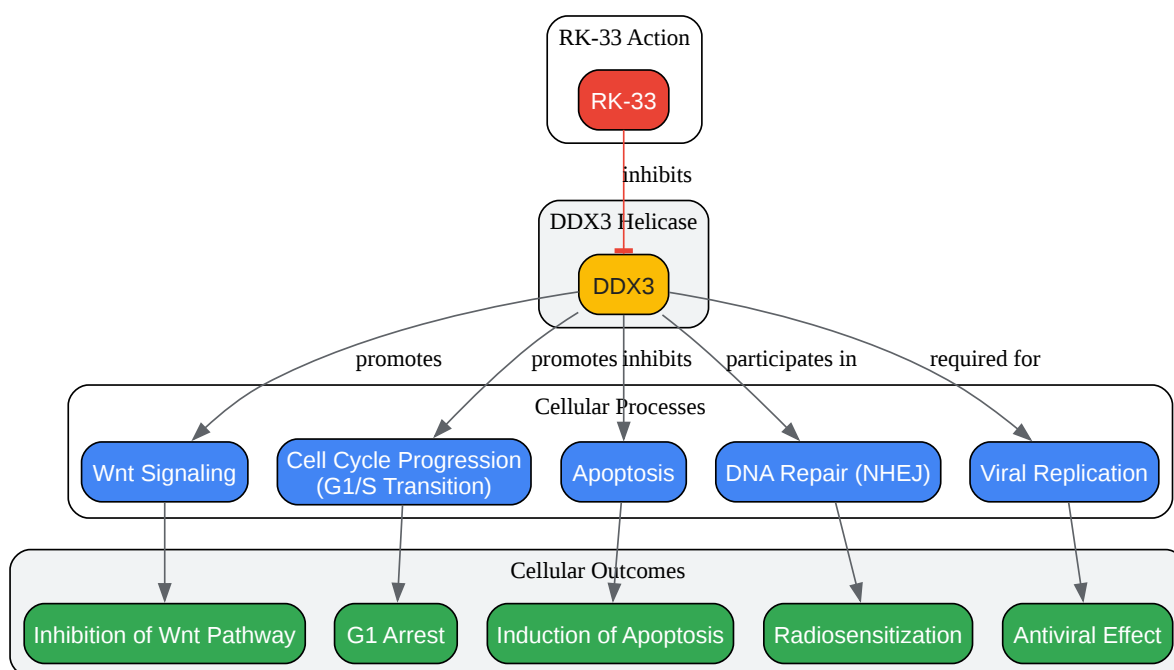 RK-33 Action
RK-33
inhibits
DDX3 Helicase
DDX3
promotes
promotes
inhibits
participates in
required for
Cellular Processes
Wnt Signaling
Cell Cycle Progression
(G1/S Transition)
Apoptosis
DNA Repair (NHEJ)
Viral Replication
Cellular Outcomes
Inhibition of Wnt Pathway
G1 Arrest
Induction of Apoptosis
Radiosensitization
Antiviral Effect